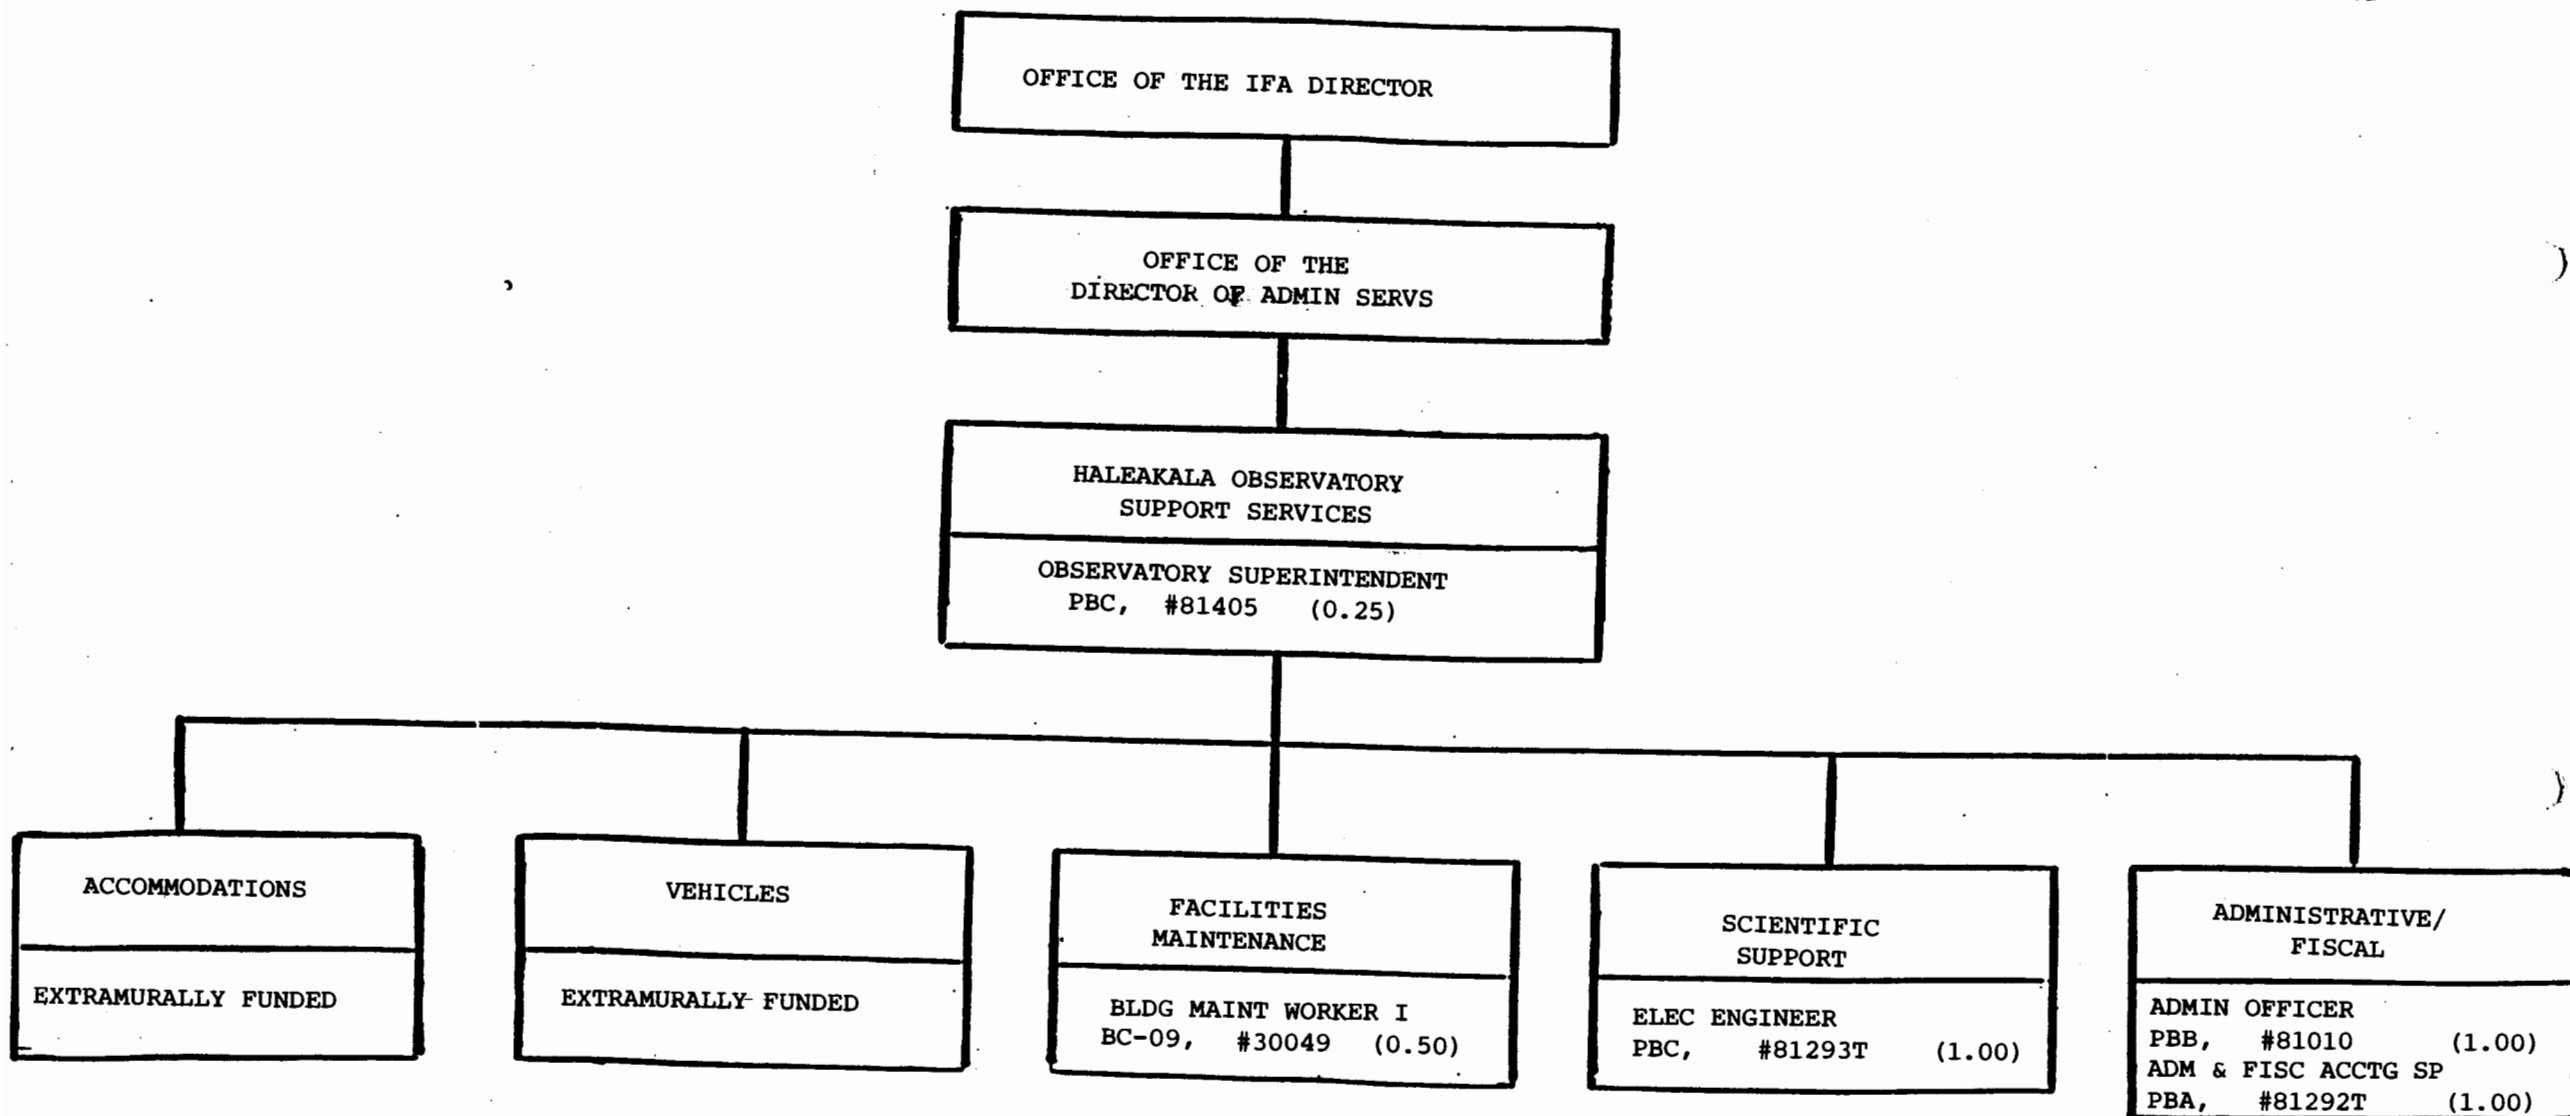 OFFICE OF THE IFA DIRECTOR
OFFICE OF THE
DIRECTOR OF ADMIN SERVS
HALEAKALA OBSERVATORY
SUPPORT SERVICES
OBSERVATORY SUPERINTENDENT
PBC, #81405 (0.25)
ACCOMMODATIONS
EXTRAMURALLY FUNDED
VEHICLES
EXTRAMURALLY FUNDED
FACILITIES
MAINTENANCE
BLDG MAINT WORKER I
BC-09, #30049 (0.50)
SCIENTIFIC
SUPPORT
ELEC ENGINEER
PBC, #81293T (1.00)
ADMINISTRATIVE/
FISCAL
ADMIN OFFICER
PBB, #81010 (1.00)
ADM & FISC ACCTG SP
PBA, #81292T (1.00)